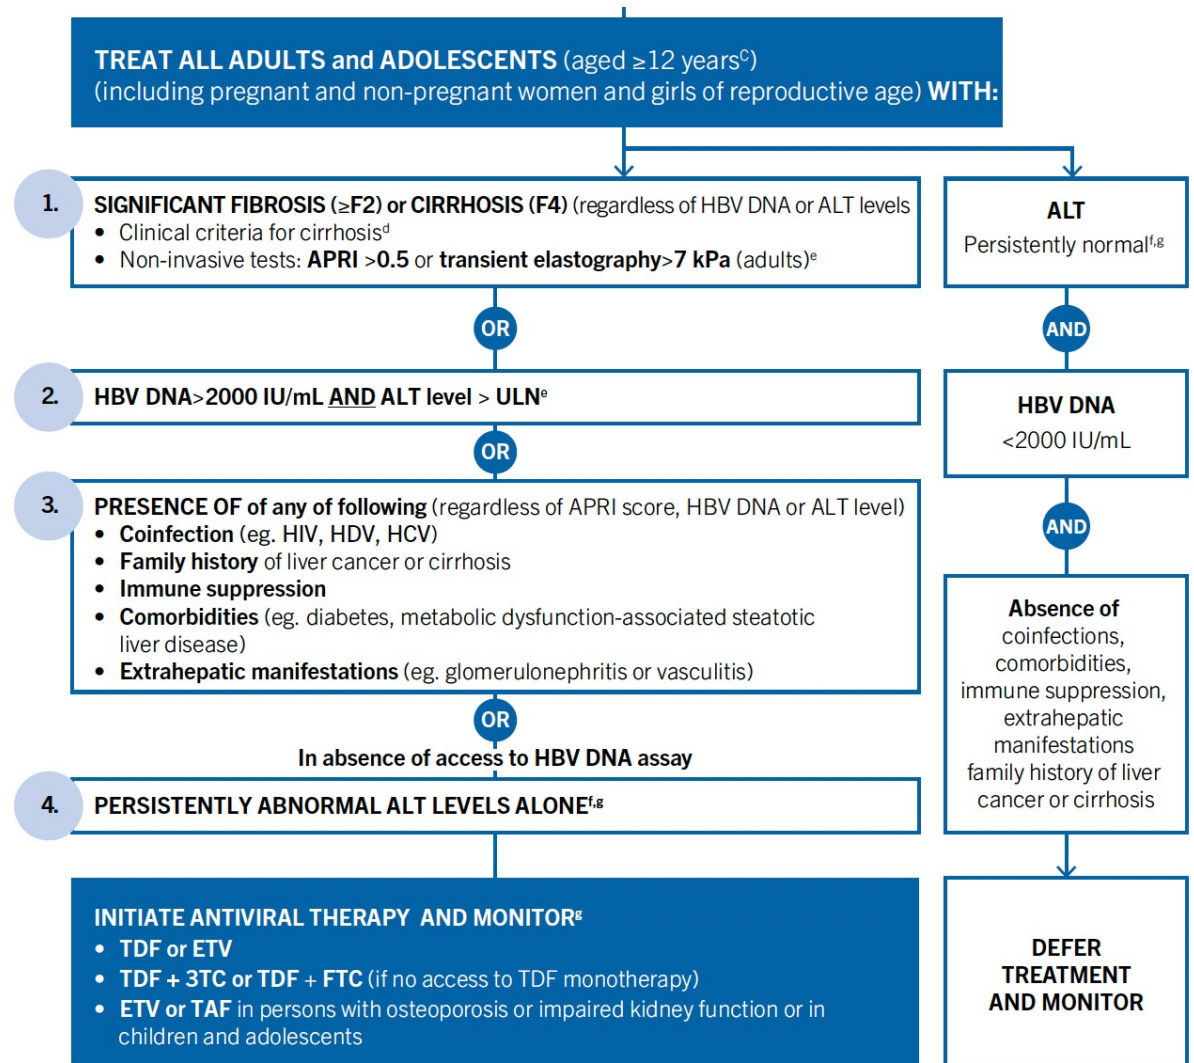 TREAT ALL ADULTS and ADOLESCENTS (aged ≥12 yearsC)
(including pregnant and non-pregnant women and girls of reproductive age) WITH:
1.
SIGNIFICANT FIBROSIS (≥F2) or CIRRHOSIS (F4) (regardless of HBV DNA or ALT levels
• Clinical criteria for cirrhosisd
• Non-invasive tests: APRI >0.5 or transient elastography>7 kPa (adults)e
OR
2.
HBV DNA>2000 IU/mL AND ALT level > ULNe
OR
3.
PRESENCE OF of any of following (regardless of APRI score, HBV DNA or ALT level)
• Coinfection (eg. HIV, HDV, HCV)
• Family history of liver cancer or cirrhosis
• Immune suppression
• Comorbidities (eg. diabetes, metabolic dysfunction-associated steatotic
liver disease)
• Extrahepatic manifestations (eg. glomerulonephritis or vasculitis)
OR
In absence of access to HBV DNA assay
4.
PERSISTENTLY ABNORMAL ALT LEVELS ALONEf,g
INITIATE ANTIVIRAL THERAPY AND MONITORg
• TDF or ETV
• TDF + 3TC or TDF + FTC (if no access to TDF monotherapy)
• ETV or TAF in persons with osteoporosis or impaired kidney function or in
children and adolescents
ALT
Persistently normalf,g
AND
HBV DNA
<2000 IU/mL
AND
Absence of
coinfections,
comorbidities,
immune suppression,
extrahepatic
manifestations
family history of liver
cancer or cirrhosis
DEFER
TREATMENT
AND MONITOR